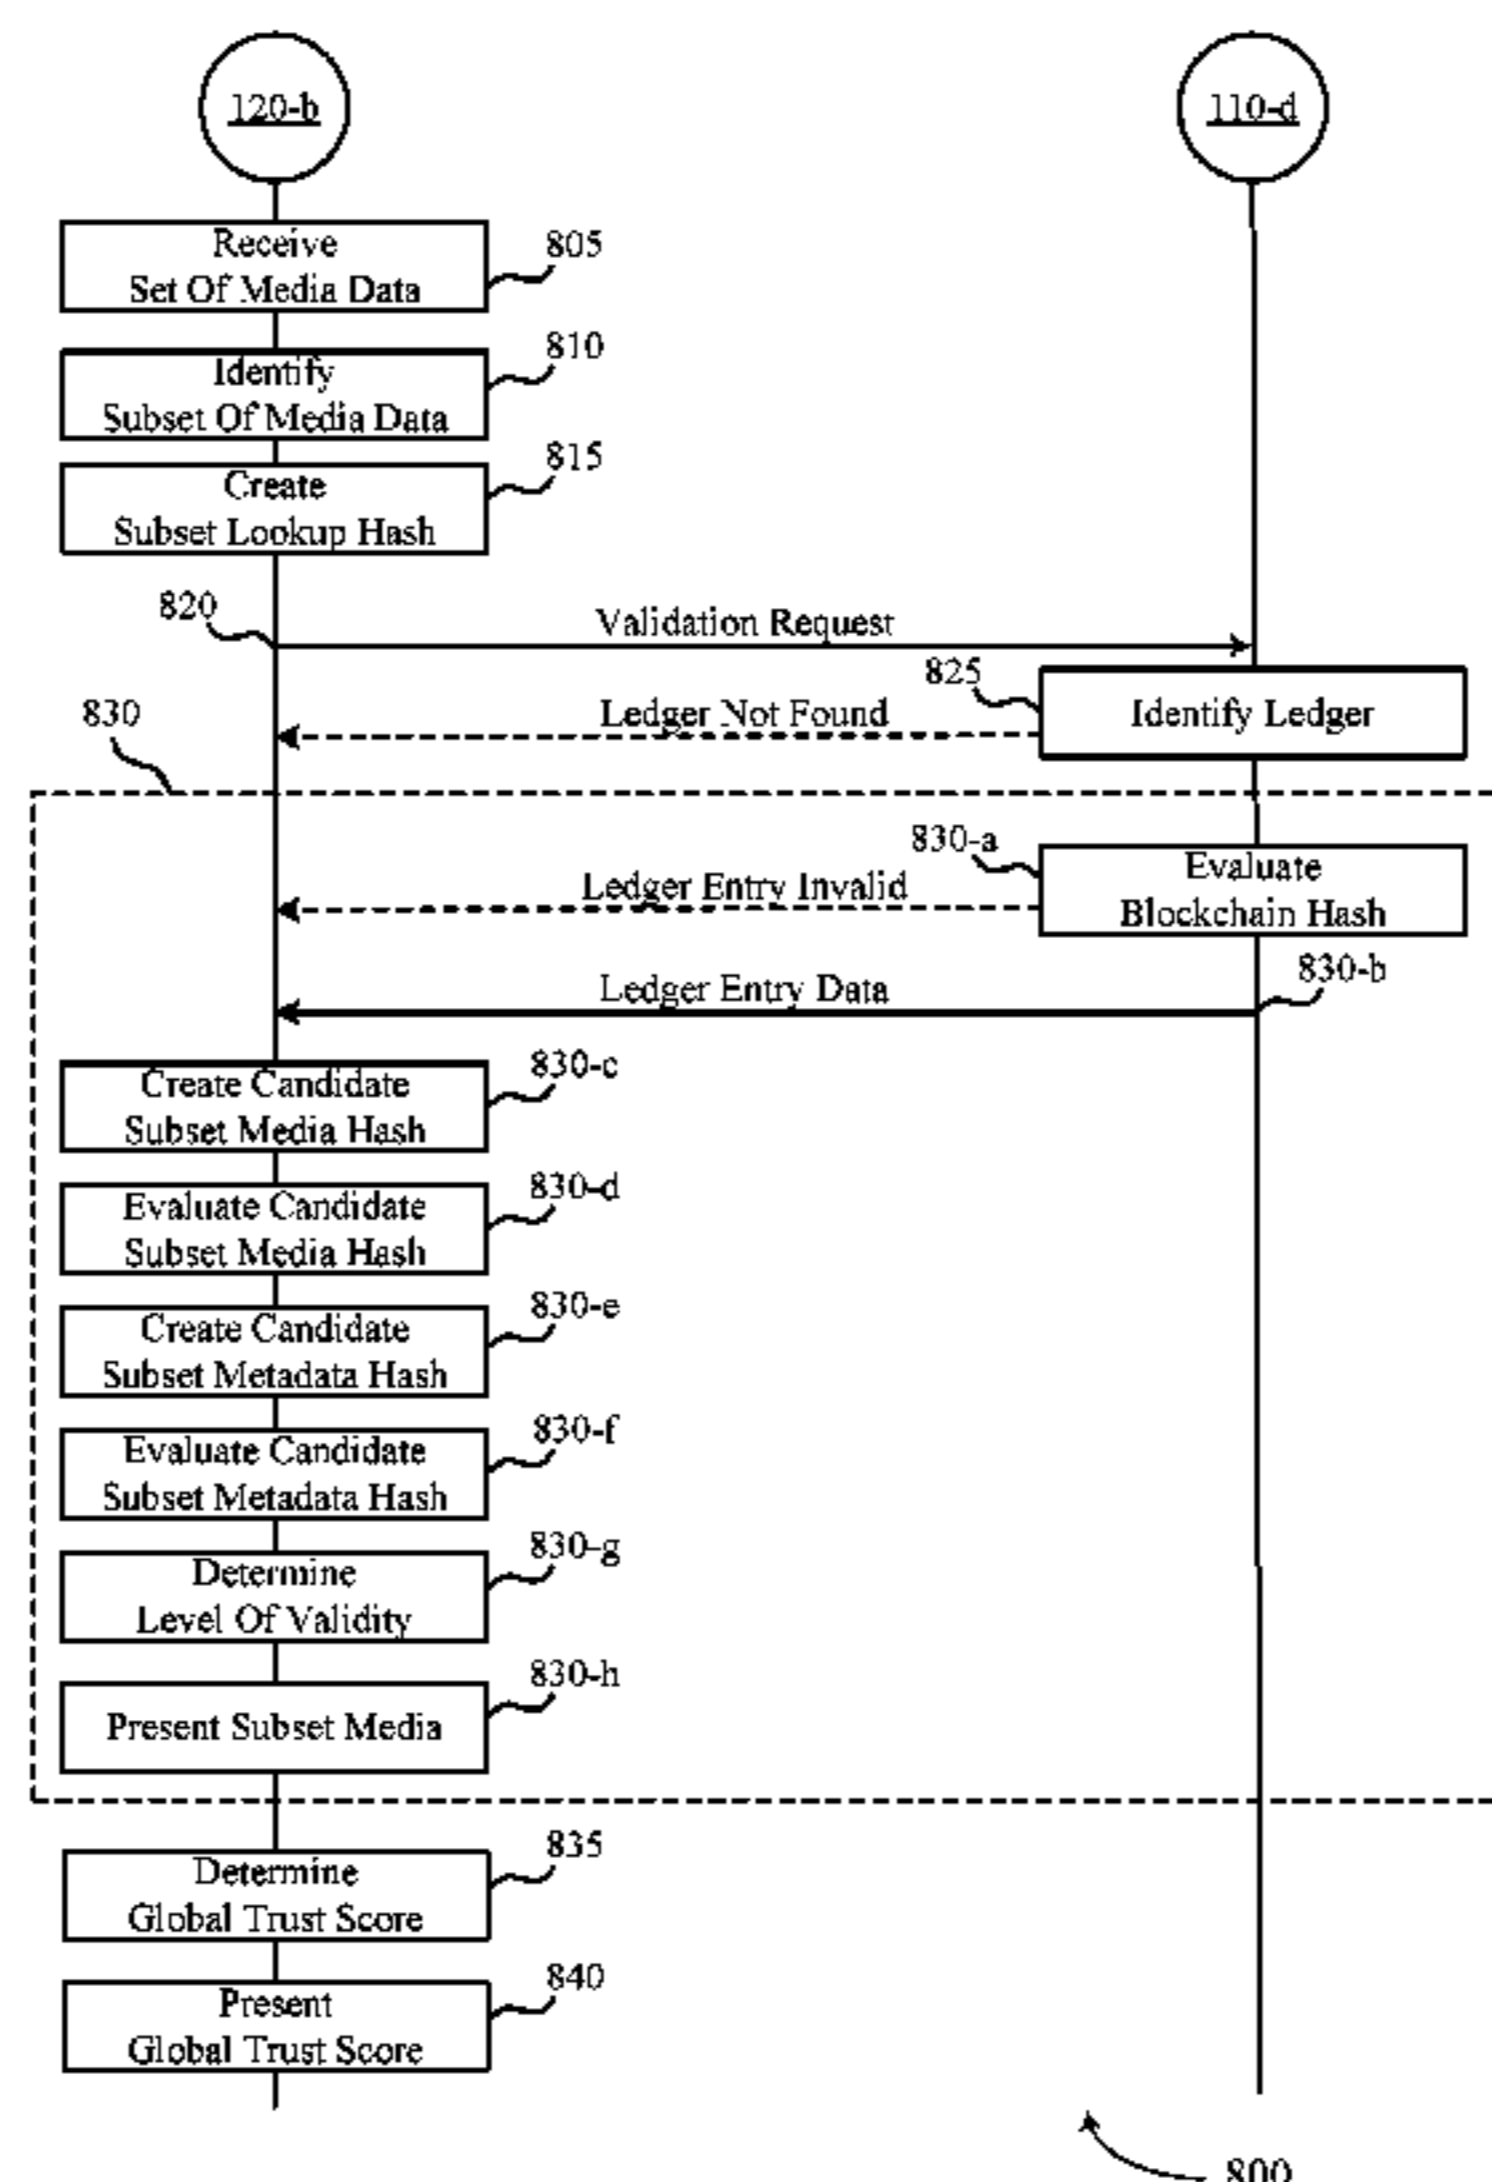 120-b
110-d
Receive
Set Of Media Data
805
Identify
Subset Of Media Data
810
Create
Subset Lookup Hash
815
820
Validation Request
825
Identify Ledger
Ledger Not Found
830
830-a
Evaluate
Blockchain Hash
Ledger Entry Invalid
830-b
Ledger Entry Data
Create Candidate
Subset Media Hash
830-c
Evaluate Candidate
Subset Media Hash
830-d
Create Candidate
Subset Metadata Hash
830-e
Evaluate Candidate
Subset Metadata Hash
830-f
Determine
Level Of Validity
830-g
Present Subset Media
830-h
Determine
Global Trust Score
835
Present
Global Trust Score
840
800